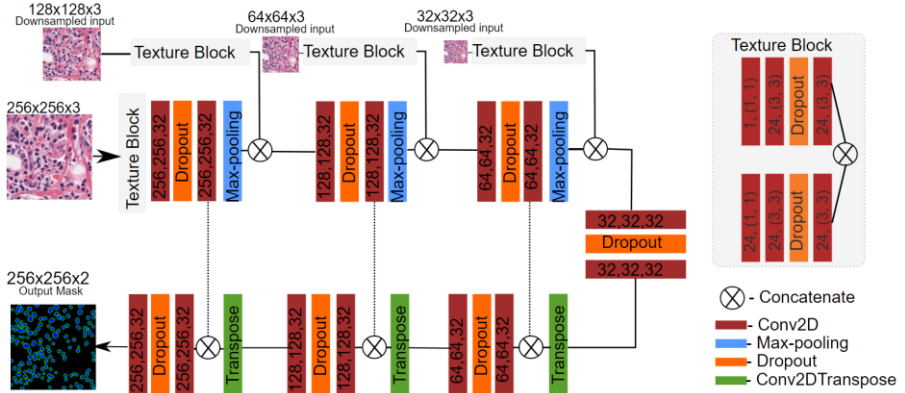 128x128x3
Downsampled input
64x64x3
Downsampled input
32x32x3
Downsampled input
Texture Block
Texture Block
Texture Block
256x256x3
Texture Block
256,256,32
Dropout
256,256,32
Max-pooling
128,128,32
Dropout
128,128,32
Max-pooling
64,64,32
Dropout
64,64,32
Max-pooling
32,32,32
Dropout
32,32,32
256x256x2
Output Mask
256,256,32
Dropout
256,256,32
Transpose
128,128,32
Dropout
128,128,32
Transpose
64,64,32
Dropout
64,64,32
Transpose
Texture Block
1, (1, 1)
24, (3, 3)
Dropout
24, (3, 3)
24, (1, 1)
24, (3, 3)
Dropout
24, (3, 3)
- Concatenate
- Conv2D
- Max-pooling
- Dropout
- Conv2DTranspose